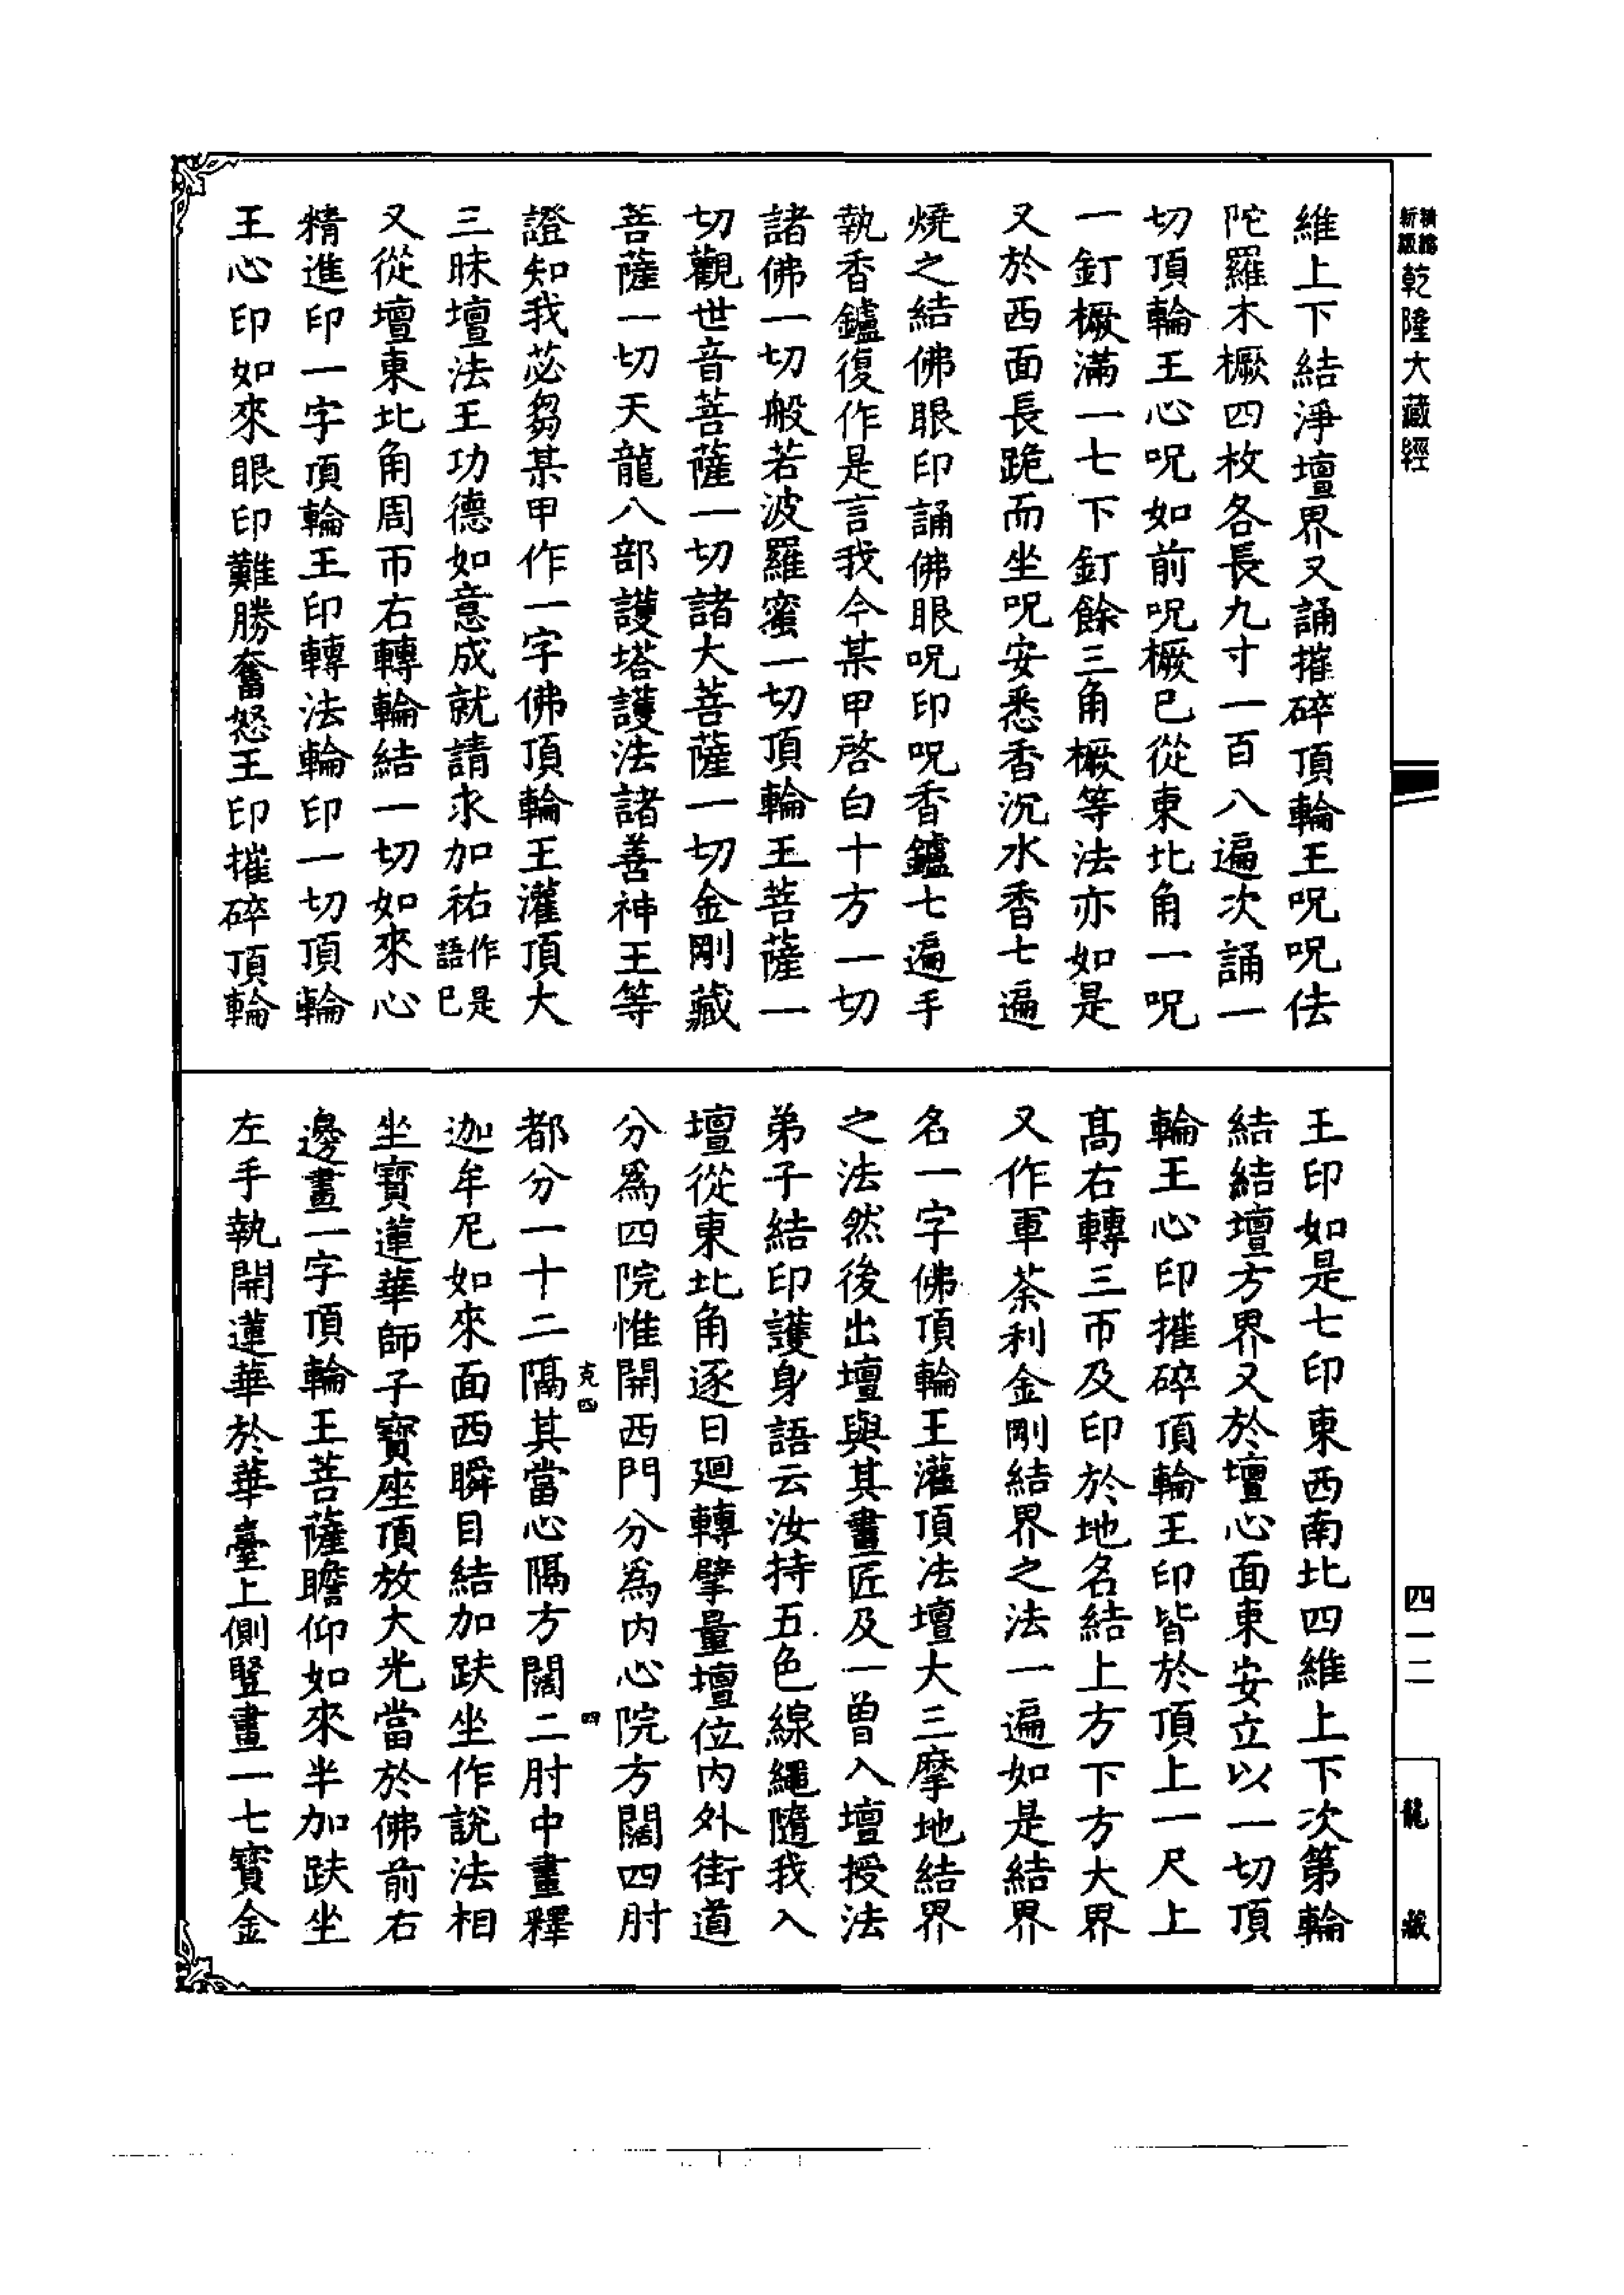 乾隆大藏經
維上下結淨壇界又誦摧碎頂輪王呪呪佉
陀羅木橛四枚各長九寸一百八遍次誦一
切頂輪王心呪如前呪橛已從東北角一呪
一釘橛滿一七下釘餘三角橛等法亦如是
又於西面長跪而坐呪安悉香沉水香七遍
燒之結佛眼印誦佛眼呪印呪香鑪七遍手
執香鑪復作是言我今某甲啓白十方一切
諸佛一切般若波羅蜜一切頂輪王菩薩一
切觀世音菩薩一切諸大菩薩一切金剛藏
菩薩一切天龍八部護塔護法諸善神王等
證知我苾芻某甲作一字佛頂輪王灌頂大
三昧壇法王功德如意成就請求加祐作是語已
又從壇東北角周帀右轉輪結一切如來心
精進印一字頂輪王印轉法輪印一切頂輪
王心印如來眼印難勝奮怒王印摧碎頂輪
王印如是七印東西南北四維上下次第輪
結結壇方界又於壇心面東安立以一切頂
輪王心印摧碎頂輪王印皆於頂上一尺上
高右轉三帀及印於地名結上方下方大界
又作軍荼利金剛結界之法一遍如是結界
名一字佛頂輪王灌頂法壇大三摩地結界
之法然後出壇與其畫匠及一曾入壇授法
弟子結印護身語云汝持五色線繩隨我入
壇從東北角逐日迴轉擘量壇位內外街道
分爲四院惟開西門分爲內心院方闊四肘
克四
四
都分一十二隔其當心隔方闊二肘中畫釋
迦牟尼如來面西瞬目結加趺坐作說法相
坐寶蓮華師子寶座頂放大光當於佛前右
邊畫一字頂輪王菩薩瞻仰如來半加趺坐
左手執開蓮華於華臺上側豎畫一七寶金
四一二
龍藏